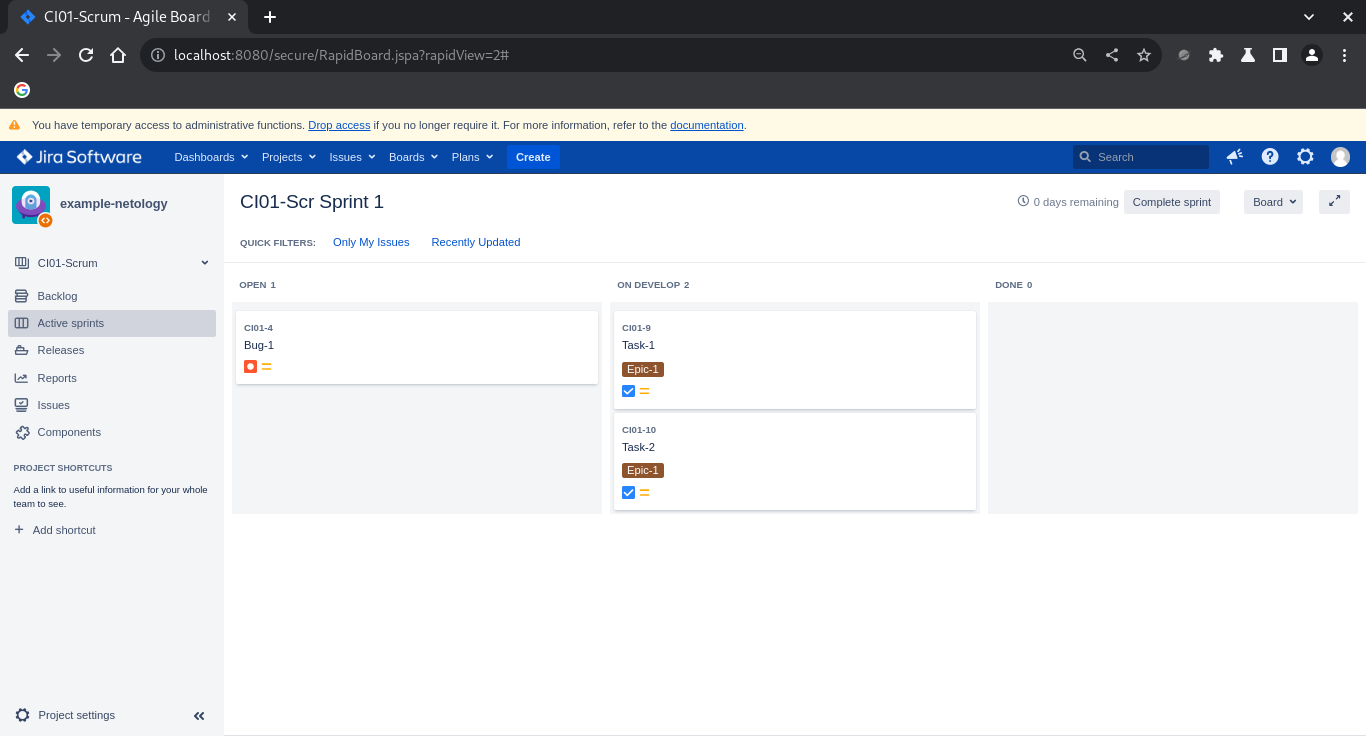 CI01-Scrum - Agile Board
localhost:8080/secure/RapidBoard.jspa?rapidView=2#
You have temporary access to administrative functions. Drop access if you no longer require it. For more information, refer to the documentation.
Jira Software Dashboards Projects Issues Boards Plans Create Search
example-netology
CI01-Scr Sprint 1
0 days remaining Complete sprint Board
QUICK FILTERS: Only My Issues Recently Updated
CI01-Scrum
Backlog
Active sprints
Releases
Reports
Issues
Components
PROJECT SHORTCUTS
Add a link to useful information for your whole
team to see.
+ Add shortcut
Project settings
OPEN 1
CI01-4
Bug-1
ON DEVELOP 2
CI01-9
Task-1
Epic-1
CI01-10
Task-2
Epic-1
DONE 0